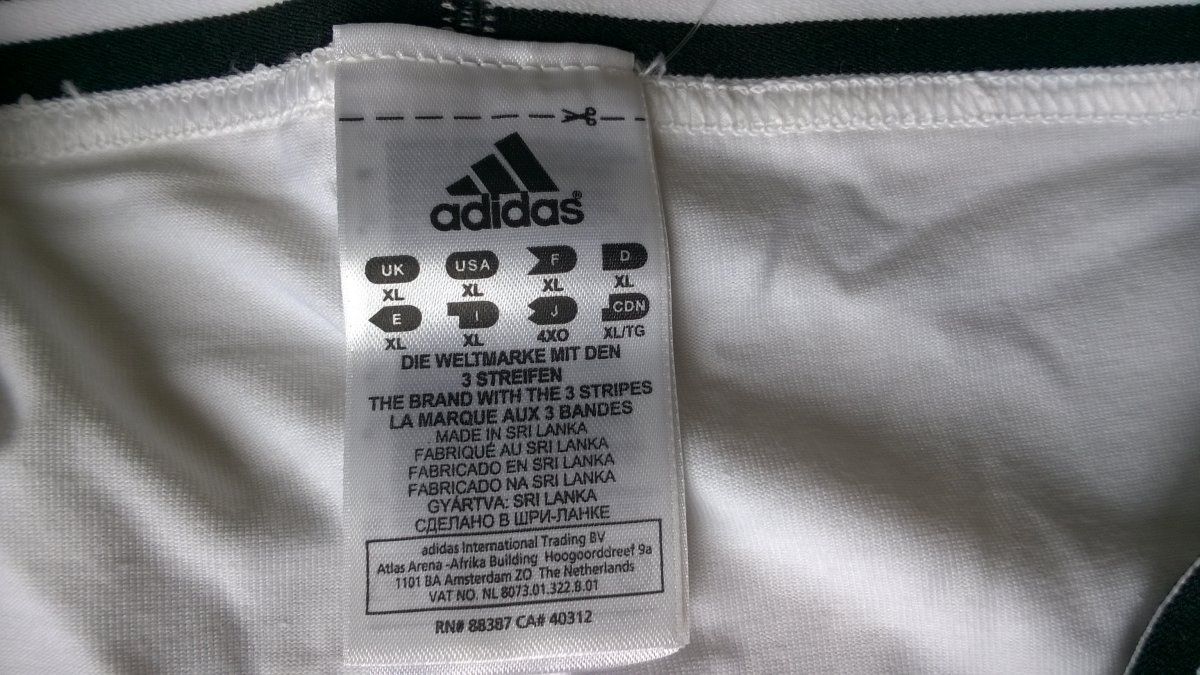 adidas®
UK USA F D
XL XL XL XL
E I J CDN
XL XL 4XO XL/TG
DIE WELTMARKE MIT DEN
3 STREIFEN
THE BRAND WITH THE 3 STRIPES
LA MARQUE AUX 3 BANDES
MADE IN SRI LANKA
FABRIQUÉ AU SRI LANKA
FABRICADO EN SRI LANKA
FABRICADO NA SRI LANKA
GYÁRTVA: SRI LANKA
СДЕЛАНО В ШРИ-ЛАНКЕ
adidas International Trading BV
Atlas Arena -Afrika Building Hoogoorddreef 9a
1101 BA Amsterdam ZO The Netherlands
VAT NO. NL 8073.01.322.B.01
RN# 88387 CA# 40312